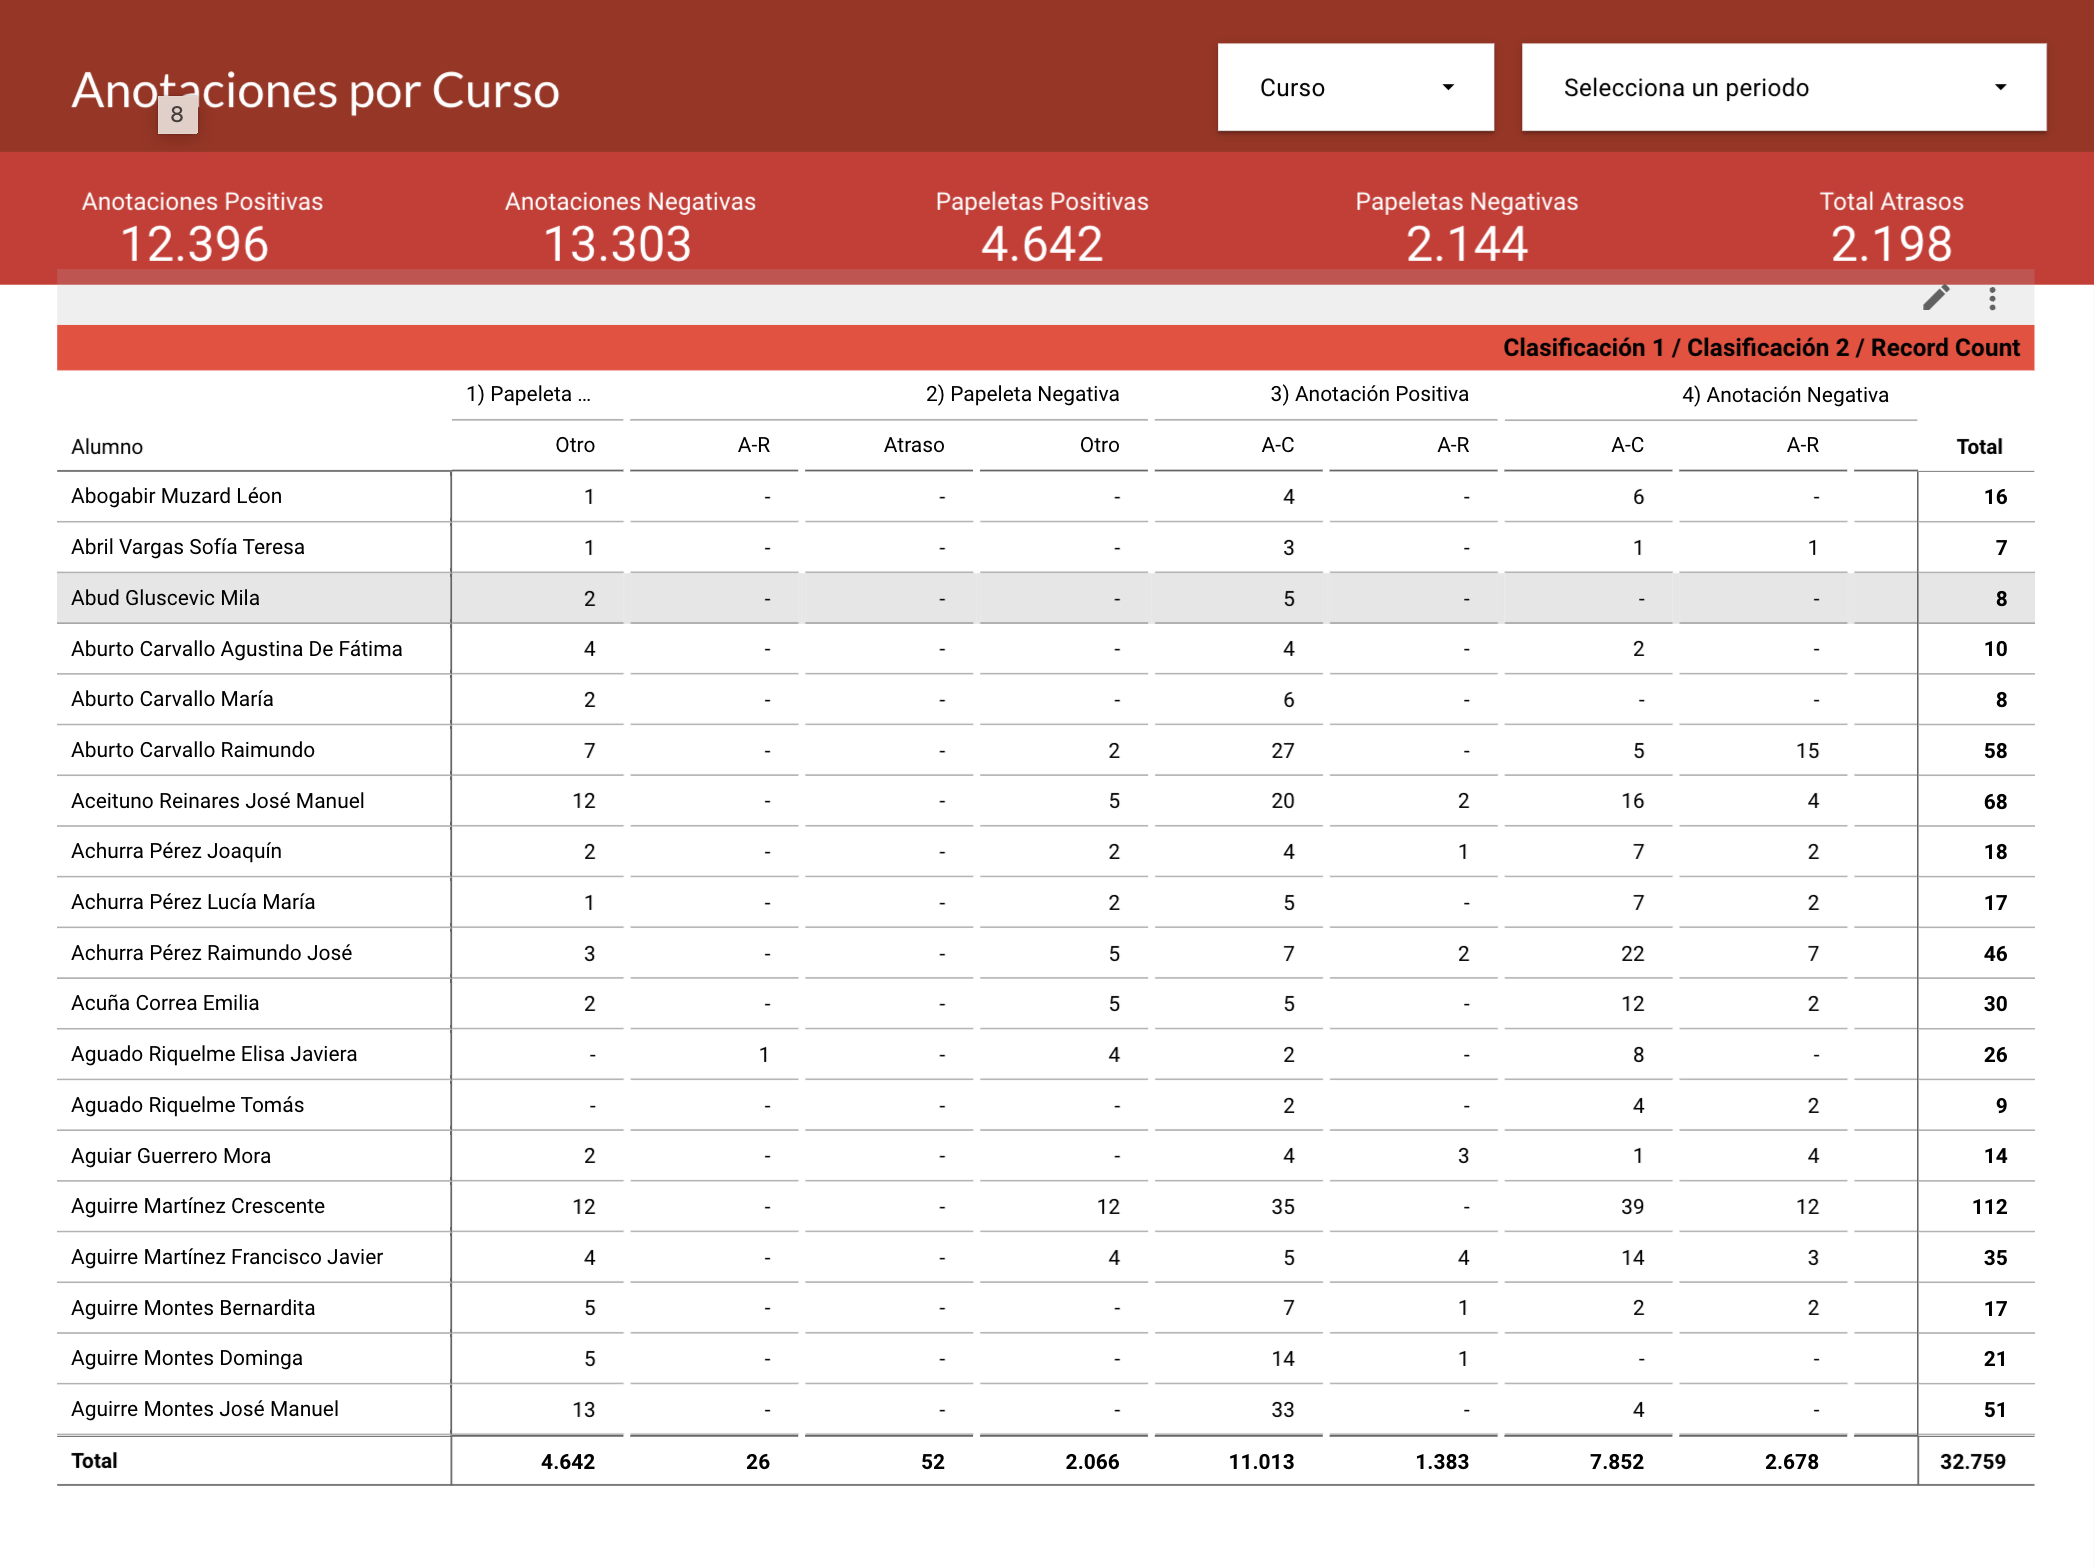 Anotaciones por Curso
8
Curso
Selecciona un periodo
Anotaciones Positivas Anotaciones Negativas Papeletas Positivas Papeletas Negativas Total Atrasos
12.396 13.303 4.642 2.144 2.198
Clasificación 1 / Clasificación 2 / Record Count
1) Papeleta ... 2) Papeleta Negativa 3) Anotación Positiva 4) Anotación Negativa
Alumno Otro A-R Atraso Otro A-C A-R A-C A-R Total
Abogabir Muzard Léon 1 - - - 4 - 6 - 16
Abril Vargas Sofía Teresa 1 - - - 3 - 1 1 7
Abud Gluscevic Mila 2 - - - 5 - - - 8
Aburto Carvallo Agustina De Fátima 4 - - - 4 - 2 - 10
Aburto Carvallo María 2 - - - 6 - - - 8
Aburto Carvallo Raimundo 7 - - 2 27 - 5 15 58
Aceituno Reinares José Manuel 12 - - 5 20 2 16 4 68
Achurra Pérez Joaquín 2 - - 2 4 1 7 2 18
Achurra Pérez Lucía María 1 - - 2 5 - 7 2 17
Achurra Pérez Raimundo José 3 - - 5 7 2 22 7 46
Acuña Correa Emilia 2 - - 5 5 - 12 2 30
Aguado Riquelme Elisa Javiera - 1 - 4 2 - 8 - 26
Aguado Riquelme Tomás - - - - 2 - 4 2 9
Aguiar Guerrero Mora 2 - - - 4 3 1 4 14
Aguirre Martínez Crescente 12 - - 12 35 - 39 12 112
Aguirre Martínez Francisco Javier 4 - - 4 5 4 14 3 35
Aguirre Montes Bernardita 5 - - - 7 1 2 2 17
Aguirre Montes Dominga 5 - - - 14 1 - - 21
Aguirre Montes José Manuel 13 - - - 33 - 4 - 51
Total 4.642 26 52 2.066 11.013 1.383 7.852 2.678 32.759